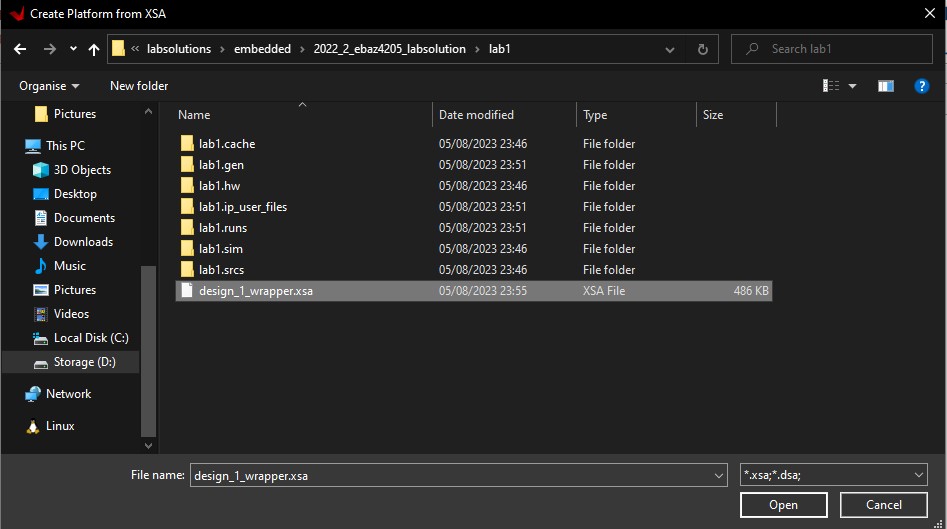 Create Platform from XSA
« labsolutions > embedded > 2022_2_ebaz4205_labsolution > lab1
Search lab1
Organise New folder
Name Date modified Type Size
Pictures
This PC
3D Objects
Desktop
Documents
Downloads
Music
Pictures
Videos
Local Disk (C:)
Storage (D:)
Network
Linux
lab1.cache 05/08/2023 23:46 File folder
lab1.gen 05/08/2023 23:51 File folder
lab1.hw 05/08/2023 23:46 File folder
lab1.ip_user_files 05/08/2023 23:51 File folder
lab1.runs 05/08/2023 23:51 File folder
lab1.sim 05/08/2023 23:46 File folder
lab1.srcs 05/08/2023 23:46 File folder
design_1_wrapper.xsa 05/08/2023 23:55 XSA File 486 KB
File name: design_1_wrapper.xsa *.xsa;*.dsa;
Open Cancel